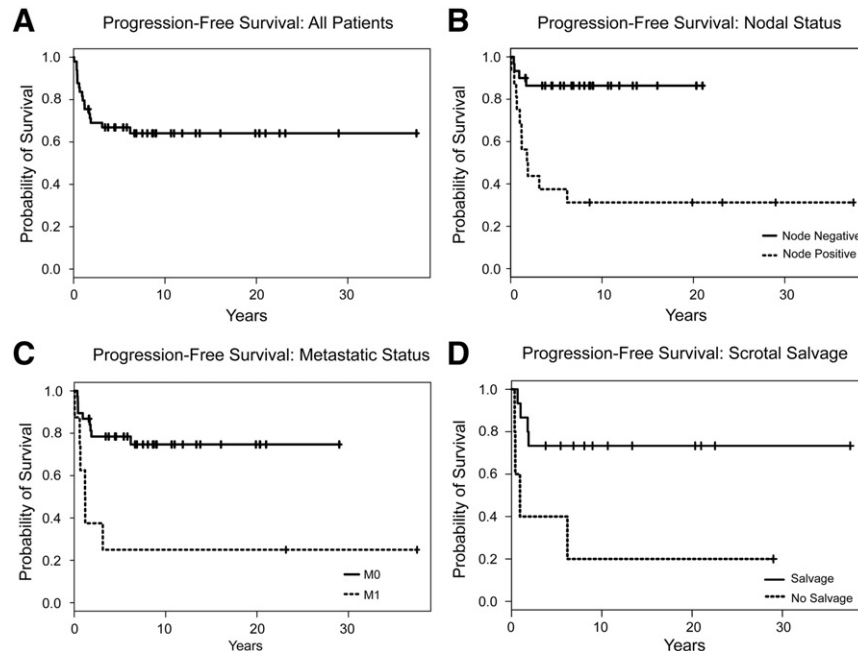 A
Progression-Free Survival: All Patients
Probability of Survival
1.0
0.8
0.6
0.4
0.2
0.0
0 10 20 30
Years
B
Progression-Free Survival: Nodal Status
Probability of Survival
1.0
0.8
0.6
0.4
0.2
0.0
Node Negative
Node Positive
0 10 20 30
Years
C
Progression-Free Survival: Metastatic Status
Probability of Survival
1.0
0.8
0.6
0.4
0.2
0.0
M0
M1
0 10 20 30
Years
D
Progression-Free Survival: Scrotal Salvage
Probability of Survival
1.0
0.8
0.6
0.4
0.2
0.0
Salvage
No Salvage
0 10 20 30
Years